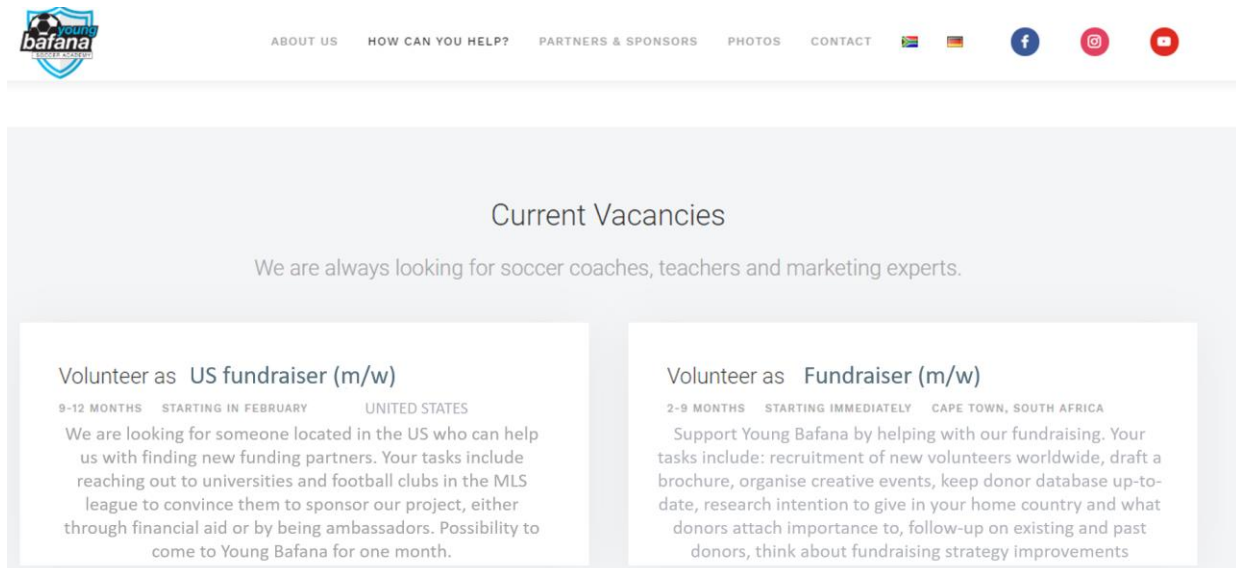 young
bafana
SOCCER ACADEMY
ABOUT US HOW CAN YOU HELP? PARTNERS & SPONSORS PHOTOS CONTACT
Current Vacancies
We are always looking for soccer coaches, teachers and marketing experts.
Volunteer as US fundraiser (m/w)
9-12 MONTHS STARTING IN FEBRUARY UNITED STATES
We are looking for someone located in the US who can help
us with finding new funding partners. Your tasks include
reaching out to universities and football clubs in the MLS
league to convince them to sponsor our project, either
through financial aid or by being ambassadors. Possibility to
come to Young Bafana for one month.
Volunteer as Fundraiser (m/w)
2-9 MONTHS STARTING IMMEDIATELY CAPE TOWN, SOUTH AFRICA
Support Young Bafana by helping with our fundraising. Your
tasks include: recruitment of new volunteers worldwide, draft a
brochure, organise creative events, keep donor database up-to-
date, research intention to give in your home country and what
donors attach importance to, follow-up on existing and past
donors, think about fundraising strategy improvements